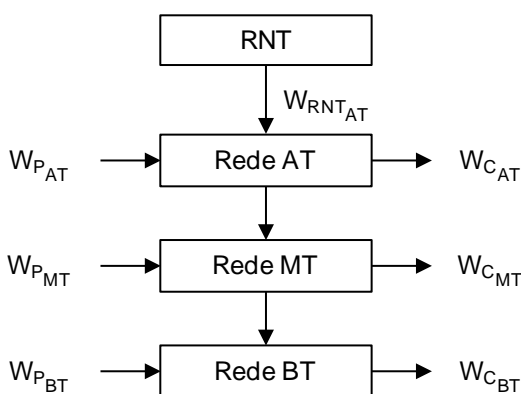 RNT
W_RNT_AT
W_P_AT Rede AT W_C_AT
W_P_MT Rede MT W_C_MT
W_P_BT Rede BT W_C_BT